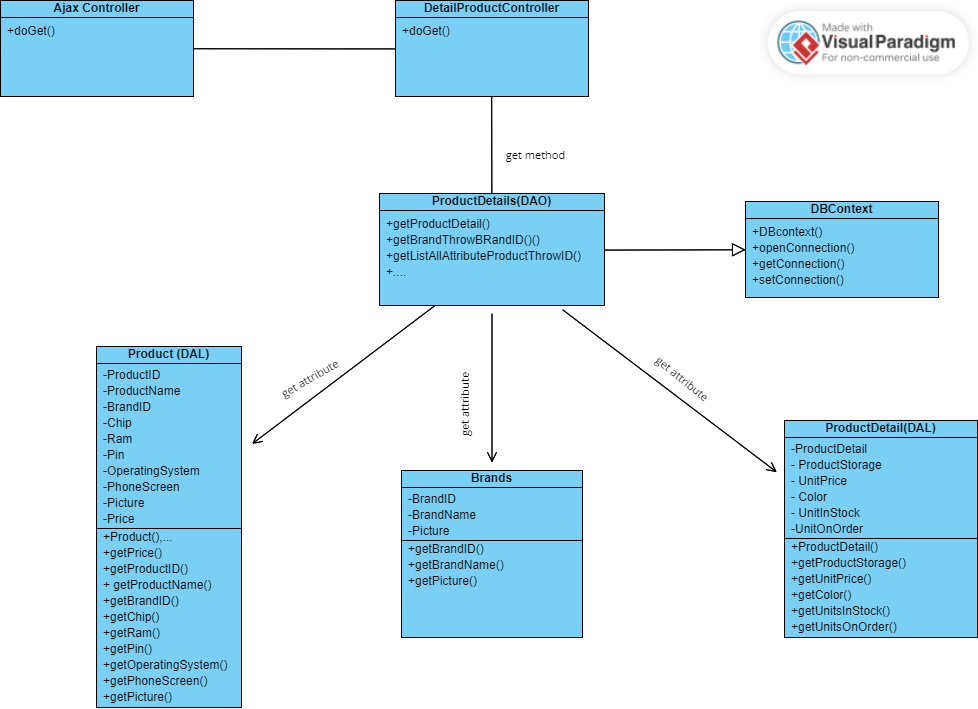 Ajax Controller
+doGet()
DetailProductController
+doGet()
Made with
VisualParadigm
For non-commercial use
get method
ProductDetails(DAO)
+getProductDetail()
+getBrandThrowBRandID()()
+getListAllAttributeProductThrowID()
+....
DBContext
+DBcontext()
+openConnection()
+getConnection()
+setConnection()
get attribute
get attribute
get attribute
Product (DAL)
-ProductID
-ProductName
-BrandID
-Chip
-Ram
-Pin
-OperatingSystem
-PhoneScreen
-Picture
-Price
+Product(),...
+getPrice()
+getProductID()
+ getProductName()
+getBrandID()
+getChip()
+getRam()
+getPin()
+getOperatingSystem()
+getPhoneScreen()
+getPicture()
Brands
-BrandID
-BrandName
-Picture
+getBrandID()
+getBrandName()
+getPicture()
ProductDetail(DAL)
-ProductDetail
- ProductStorage
- UnitPrice
- Color
- UnitInStock
-UnitOnOrder
+ProductDetail()
+getProductStorage()
+getUnitPrice()
+getColor()
+getUnitsInStock()
+getUnitsOnOrder()